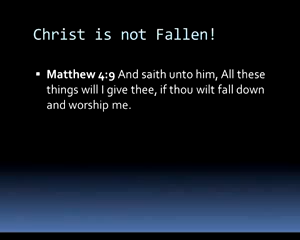 Christ is not Fallen!
▪ Matthew 4:9 And saith unto him, All these
things will I give thee, if thou wilt fall down
and worship me.